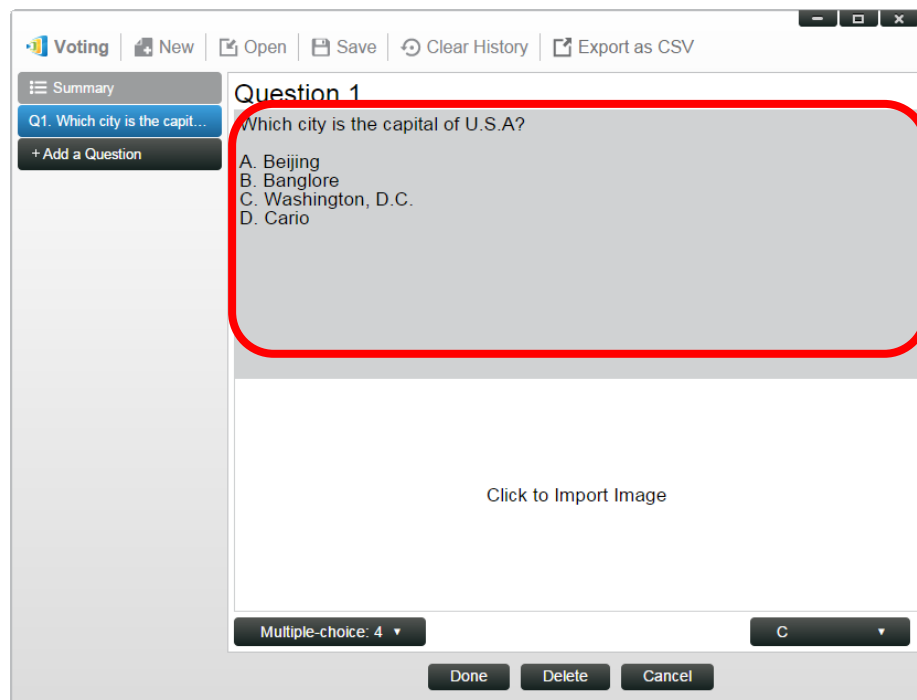 Voting New Open Save Clear History Export as CSV
Summary
Q1. Which city is the capit...
+ Add a Question
Question 1
Which city is the capital of U.S.A?
A. Beijing
B. Banglore
C. Washington, D.C.
D. Cario
Click to Import Image
Multiple-choice: 4 C
Done Delete Cancel